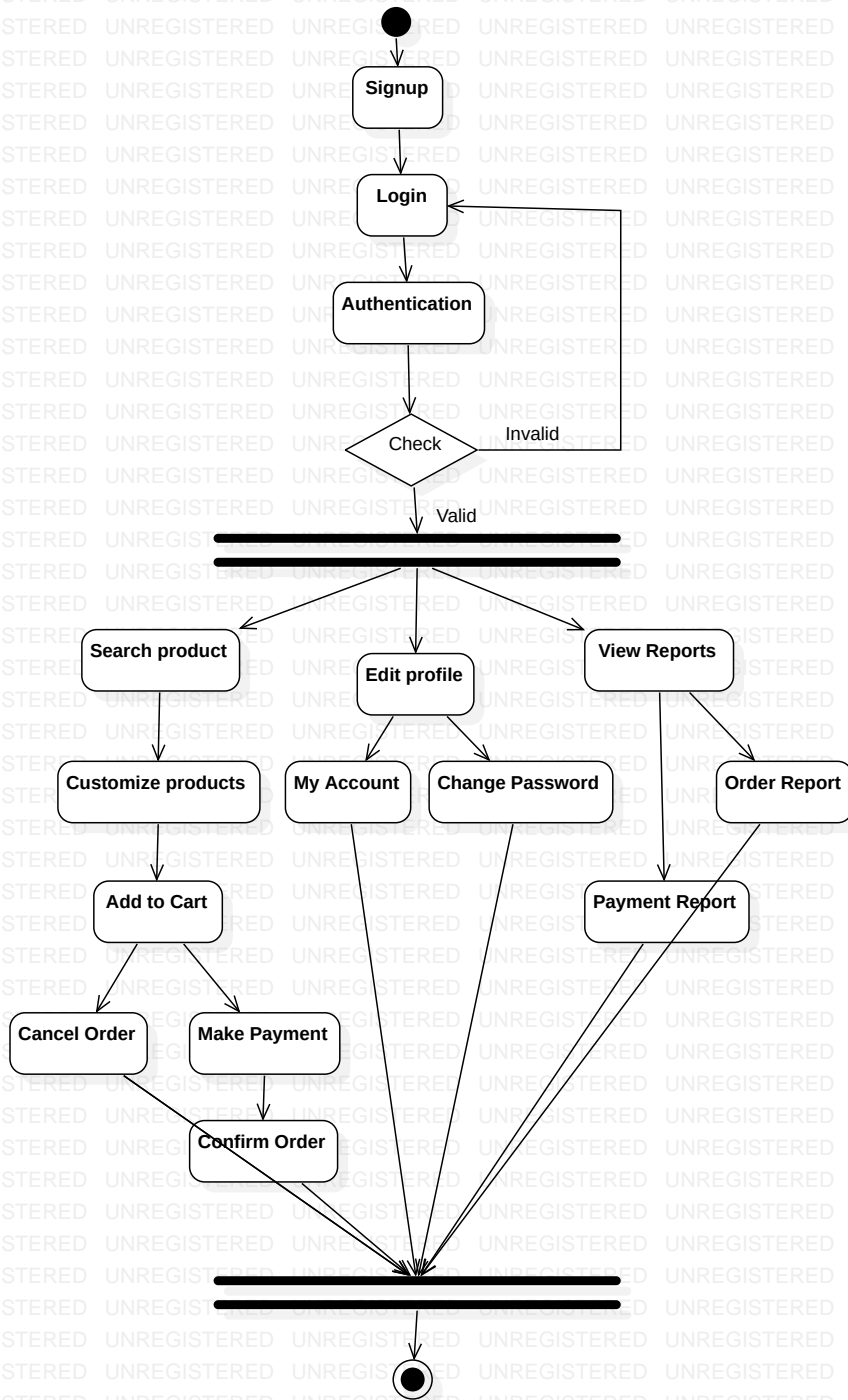 Signup
Login
Authentication
Check
Invalid
Valid
Search product
Edit profile
View Reports
Customize products
My Account
Change Password
Order Report
Add to Cart
Payment Report
Cancel Order
Make Payment
Confirm Order
UNREGISTERED